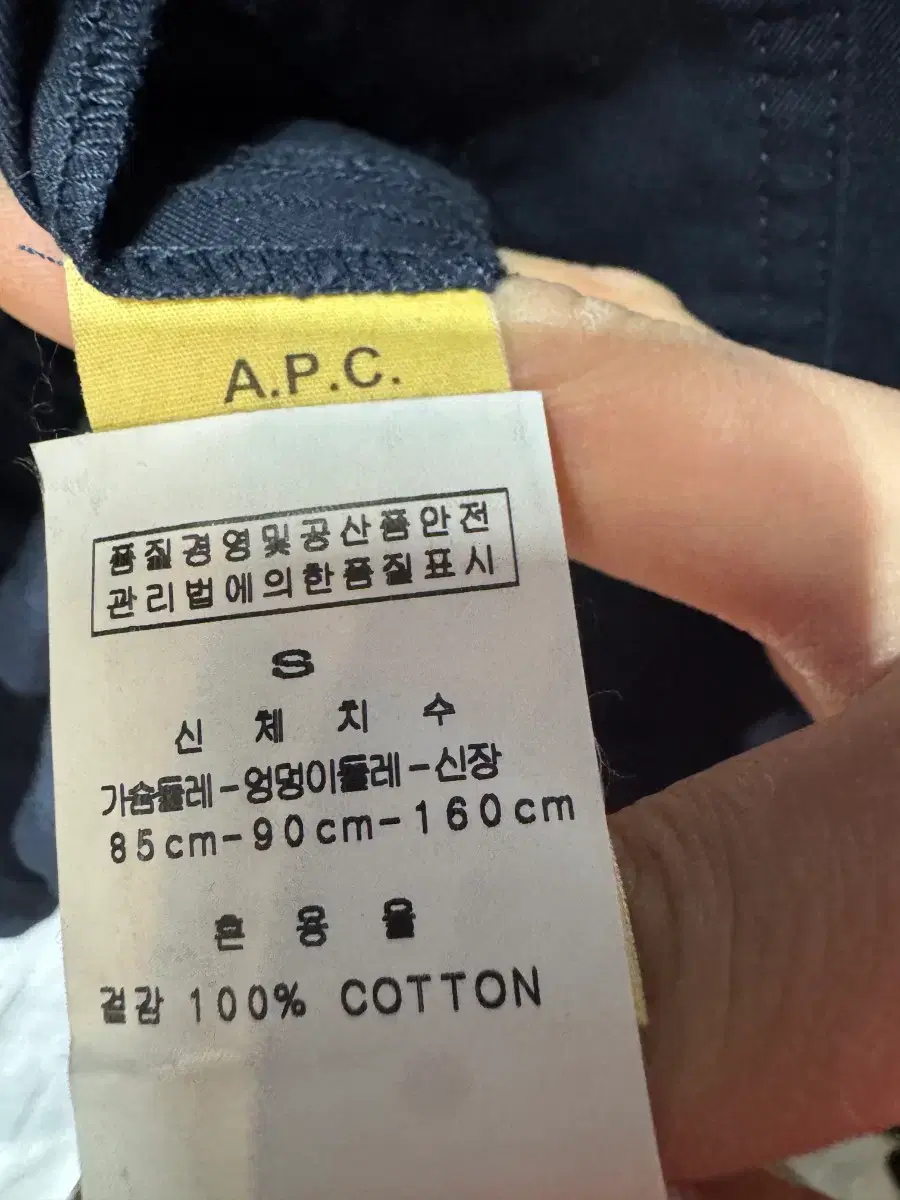 A.P.C.
품질경영및공산품안전
관리법에의한품질표시
S
신 체 치 수
가슴둘레-엉덩이둘레-신장
85cm-90cm-160cm
혼 용 율
겉감 100% COTTON